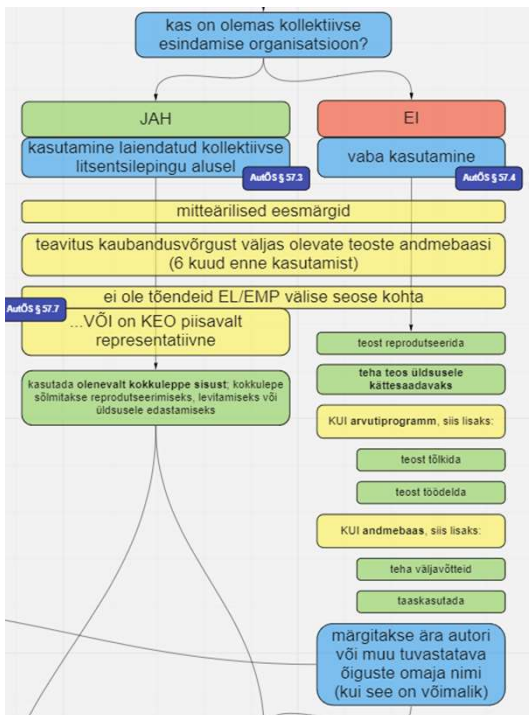 kas on olemas kollektiivse
esindamise organisatsioon?
JAH
kasutamine laiendatud kollektiivse
litsentsilepingu alusel
AutÕS § 57.3
EI
vaba kasutamine
AutÕS § 57.4
mitteärilised eesmärgid
teavitus kaubandusvõrgust väljas olevate teoste andmebaasi
(6 kuud enne kasutamist)
ei ole tõendeid EL/EMP välise seose kohta
AutÕS § 57.7
...VÕI on KEO piisavalt
representatiivne
kasutada olenevalt kokkuleppe sisust; kokkulepe
sõlmitakse reprodutseerimiseks, levitamiseks või
üldsusele edastamiseks
teost reprodutseerida
teha teos üldsusele
kättesaadavaks
KUI arvutiprogramm, siis lisaks:
teost tõlkida
teost töödelda
KUI andmebaas, siis lisaks:
teha väljavõtteid
taaskasutada
märgitakse ära autori
või muu tuvastatava
õiguste omaja nimi
(kui see on võimalik)